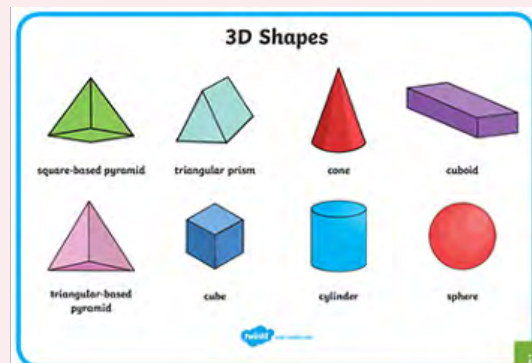 3D Shapes
square-based pyramid
triangular prism
cone
cuboid
triangular-based
pyramid
cube
cylinder
sphere
twinkl